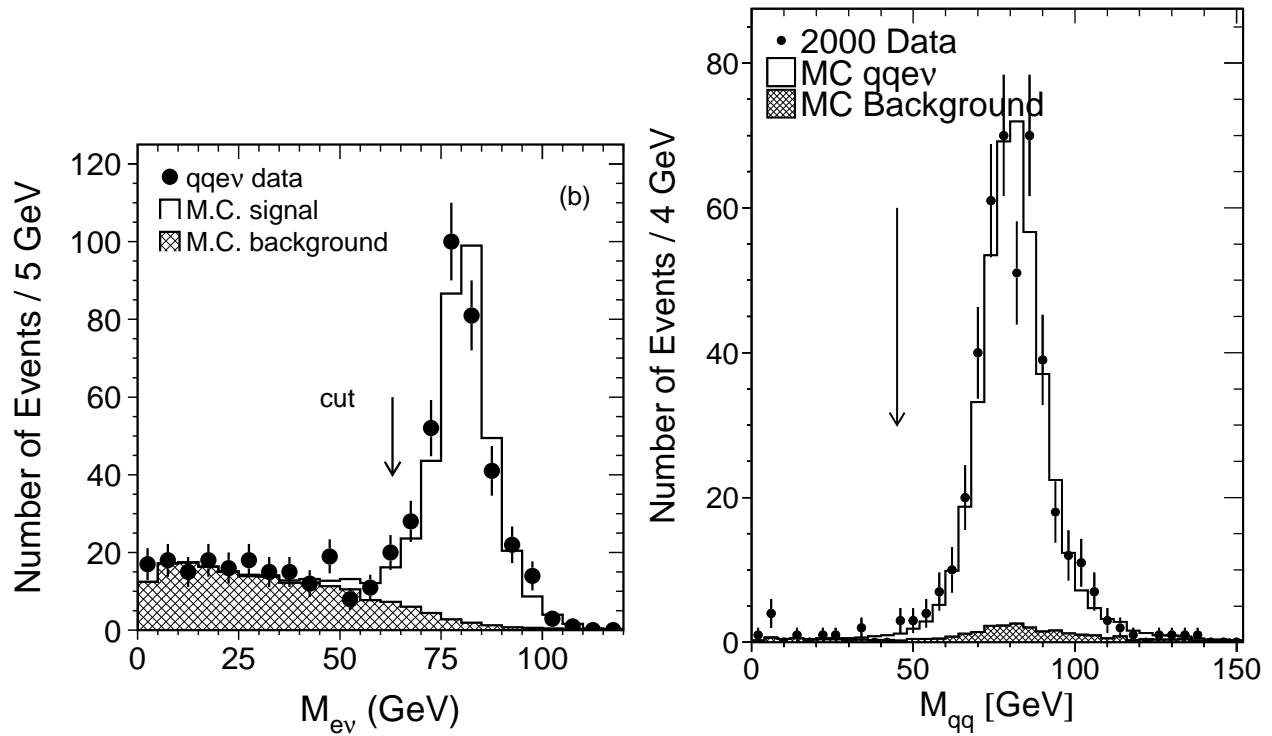 Number of Events / 5 GeV
120
100
80
60
40
20
0
qqeν data
M.C. signal
M.C. background
(b)
cut
0 25 50 75 100
M_eν (GeV)
Number of Events / 4 GeV
80
60
40
20
0
2000 Data
MC qqeν
MC Background
0 50 100 150
M_qq [GeV]